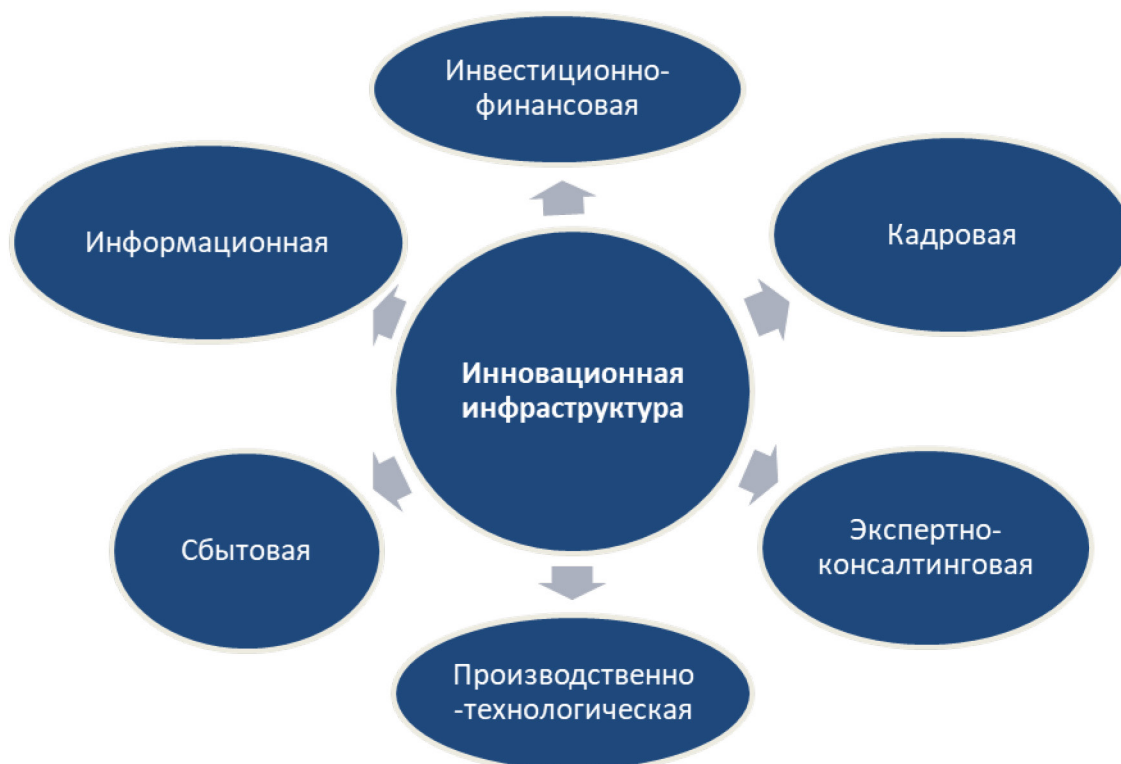 Инвестиционно-
финансовая
Информационная
Кадровая
Инновационная
инфраструктура
Сбытовая
Экспертно-
консалтинговая
Производственно
-технологическая